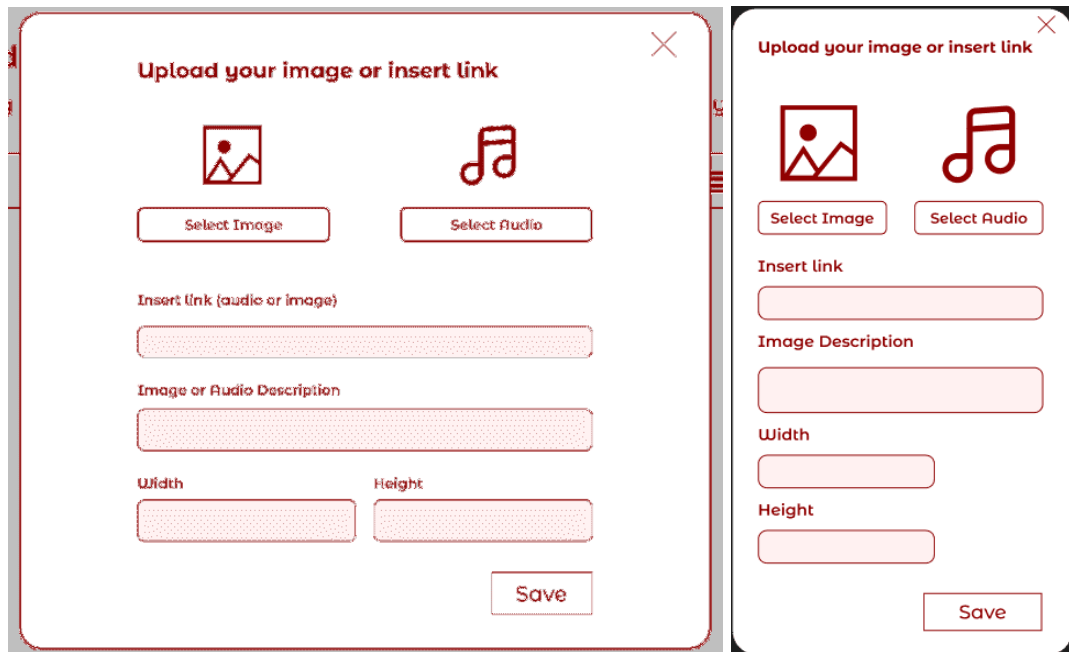 Upload your image or insert link
Select Image
Select Audio
Insert link (audio or image)
Image or Audio Description
Width
Height
Save
Upload your image or insert link
Select Image
Select Audio
Insert link
Image Description
Width
Height
Save